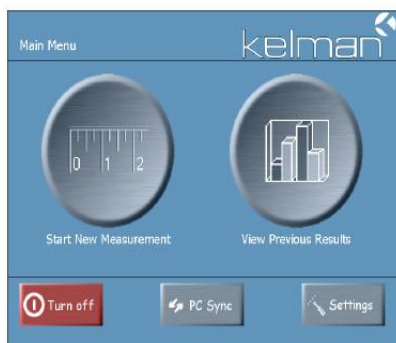 Main Menu
kelman
0 1 2
Start New Measurement
View Previous Results
Turn off
PC Sync
Settings